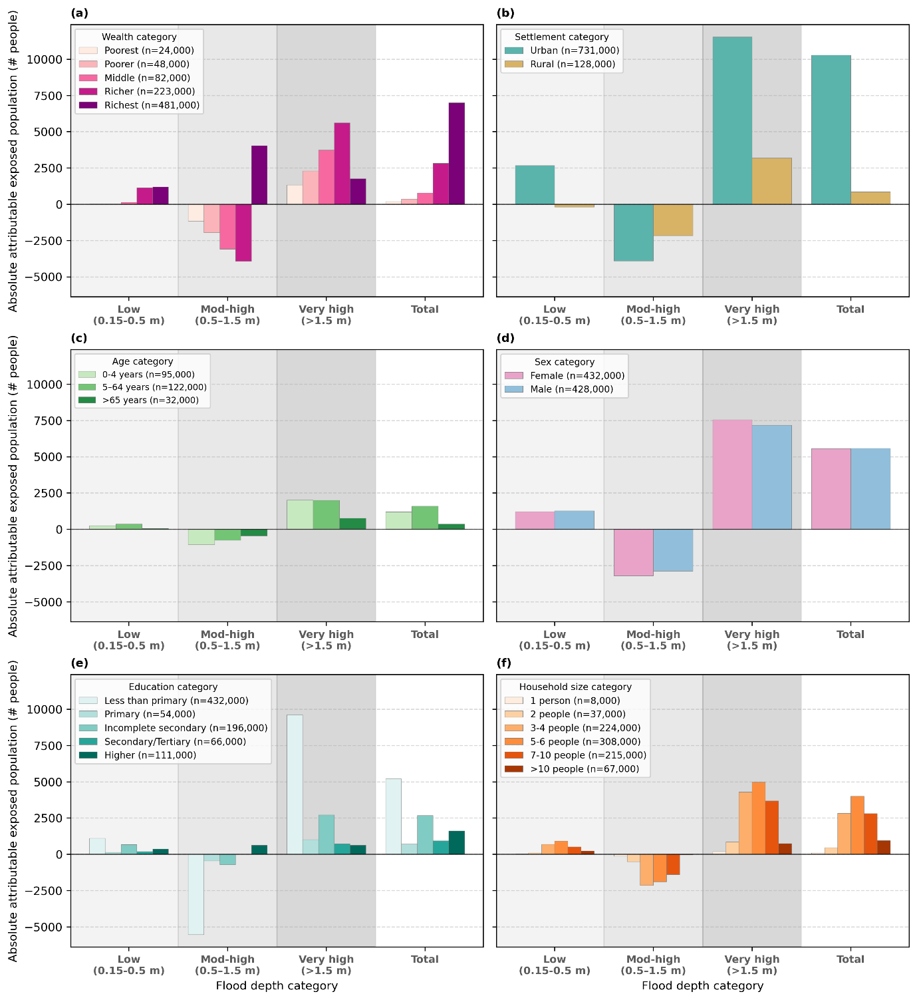 (a)
Absolute attributable exposed population (# people)
10000
7500
5000
2500
0
−2500
−5000
Wealth category
Poorest (n=24,000)
Poorer (n=48,000)
Middle (n=82,000)
Richer (n=223,000)
Richest (n=481,000)
Low
(0.15-0.5 m)
Mod-high
(0.5–1.5 m)
Very high
(>1.5 m)
Total
(b)
Settlement category
Urban (n=731,000)
Rural (n=128,000)
Low
(0.15-0.5 m)
Mod-high
(0.5–1.5 m)
Very high
(>1.5 m)
Total
(c)
Absolute attributable exposed population (# people)
10000
7500
5000
2500
0
−2500
−5000
Age category
0-4 years (n=95,000)
5–64 years (n=122,000)
>65 years (n=32,000)
Low
(0.15-0.5 m)
Mod-high
(0.5–1.5 m)
Very high
(>1.5 m)
Total
(d)
Sex category
Female (n=432,000)
Male (n=428,000)
Low
(0.15-0.5 m)
Mod-high
(0.5–1.5 m)
Very high
(>1.5 m)
Total
(e)
Absolute attributable exposed population (# people)
10000
7500
5000
2500
0
−2500
−5000
Education category
Less than primary (n=432,000)
Primary (n=54,000)
Incomplete secondary (n=196,000)
Secondary/Tertiary (n=66,000)
Higher (n=111,000)
Low
(0.15-0.5 m)
Mod-high
(0.5–1.5 m)
Very high
(>1.5 m)
Total
Flood depth category
(f)
Household size category
1 person (n=8,000)
2 people (n=37,000)
3-4 people (n=224,000)
5-6 people (n=308,000)
7-10 people (n=215,000)
>10 people (n=67,000)
Low
(0.15-0.5 m)
Mod-high
(0.5–1.5 m)
Very high
(>1.5 m)
Total
Flood depth category